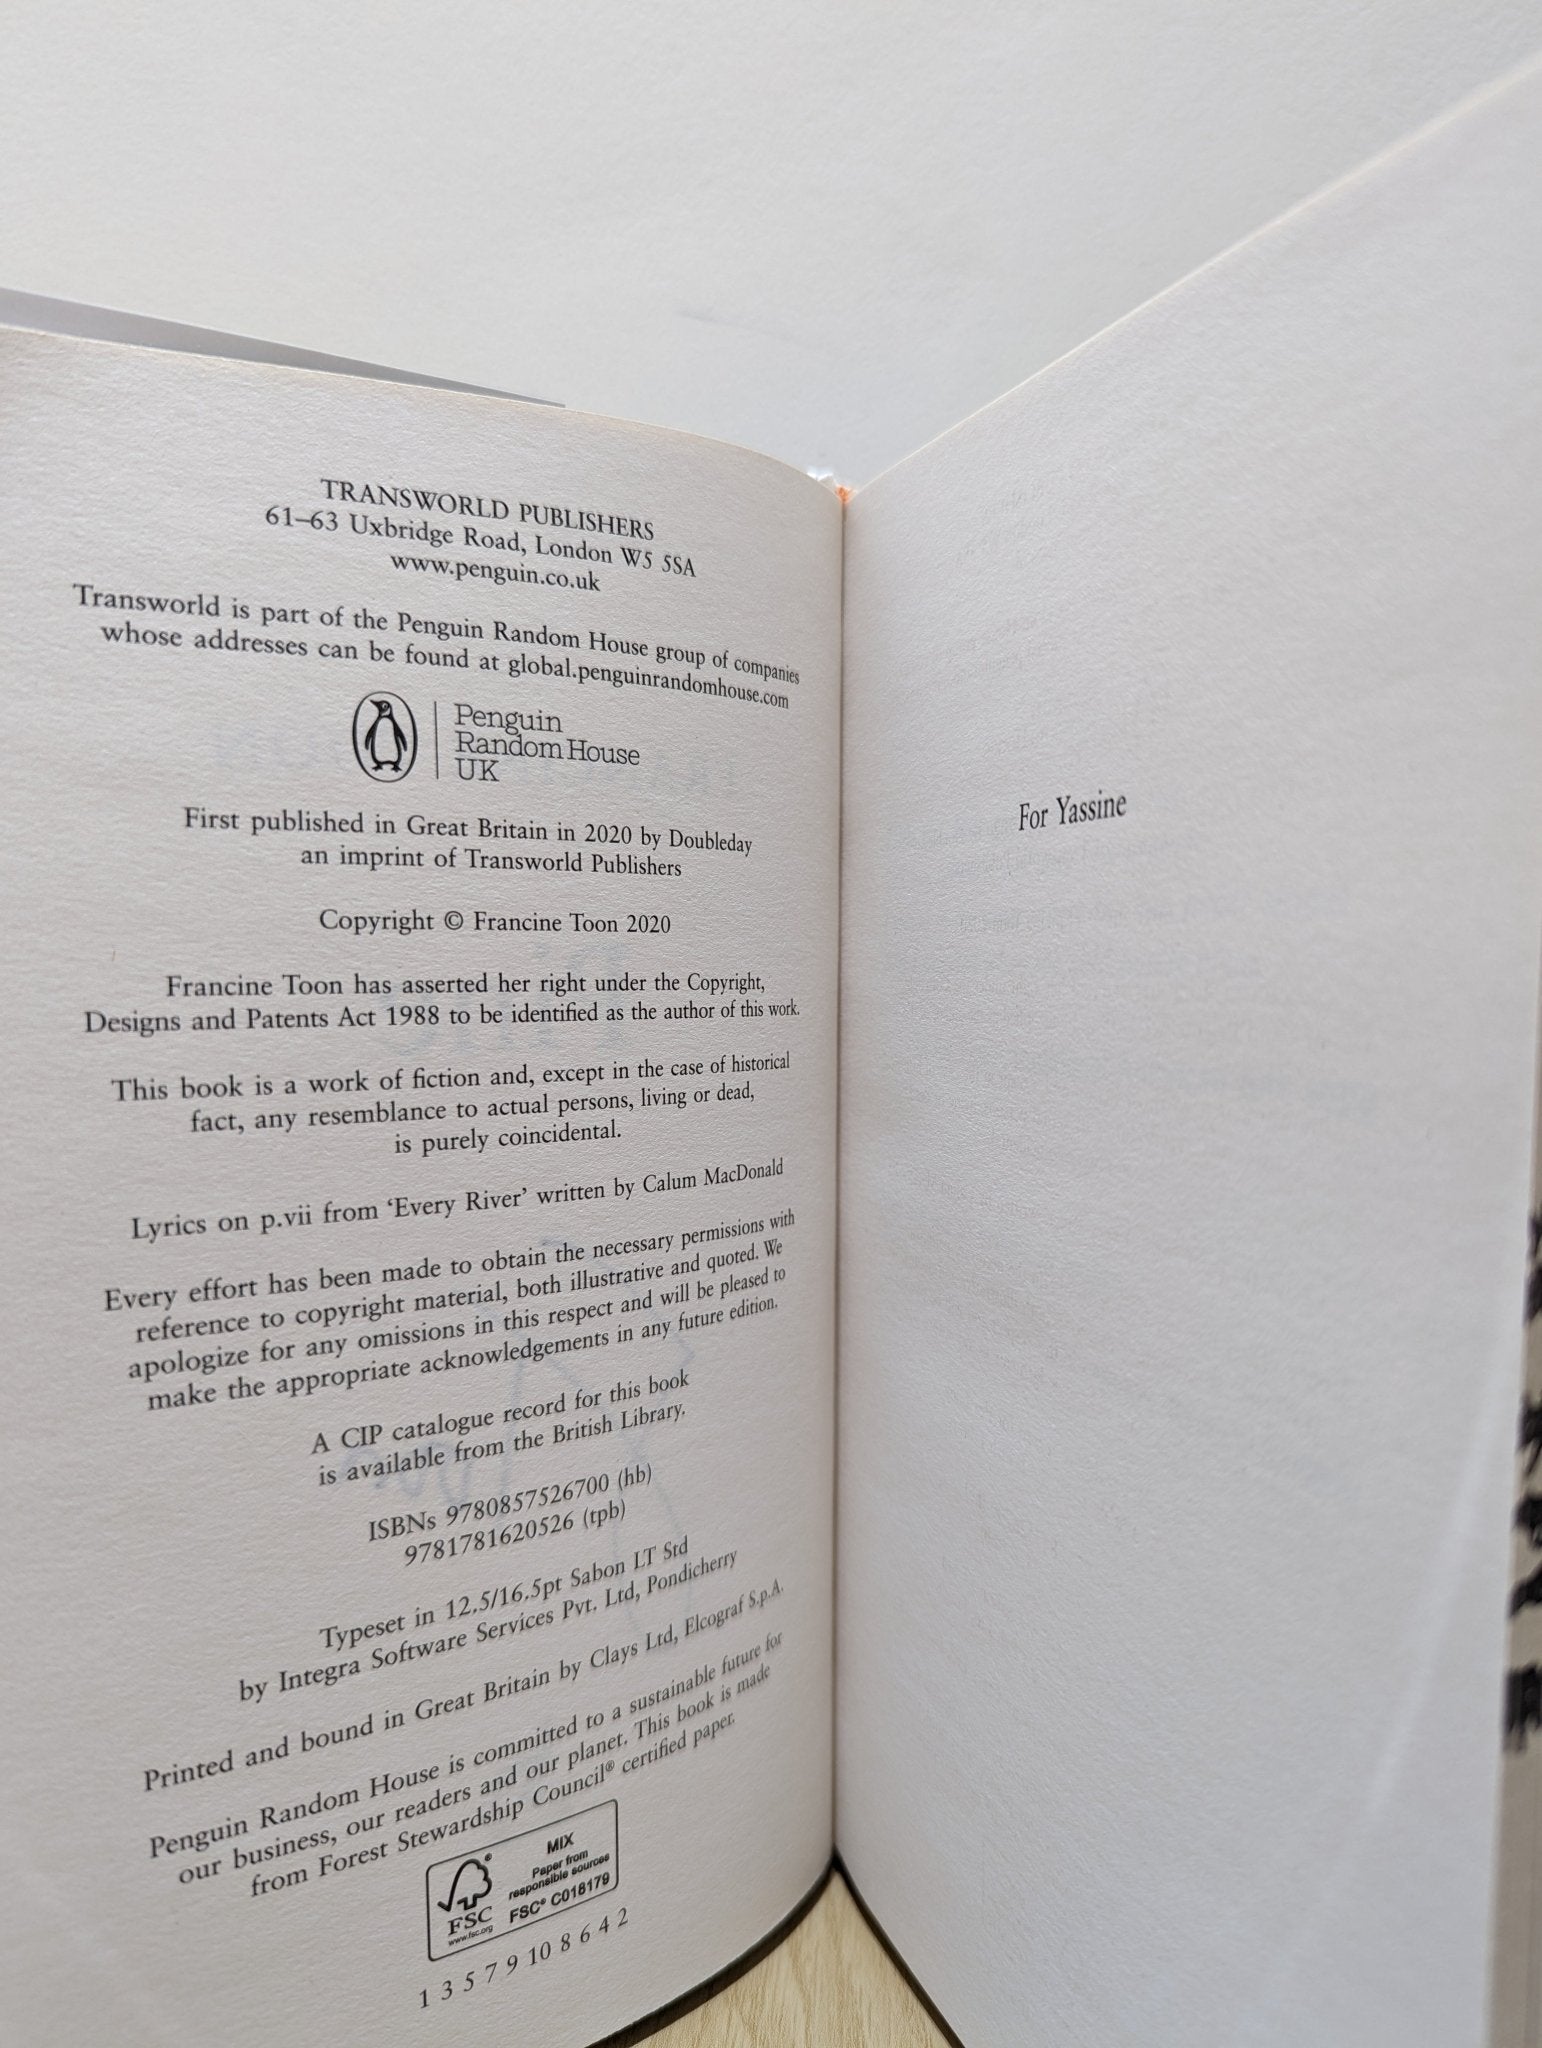 TRANSWORLD PUBLISHERS
61–63 Uxbridge Road, London W5 5SA
www.penguin.co.uk
Transworld is part of the Penguin Random House group of companies
whose addresses can be found at global.penguinrandomhouse.com
Penguin
Random House
UK
First published in Great Britain in 2020 by Doubleday
an imprint of Transworld Publishers
Copyright © Francine Toon 2020
Francine Toon has asserted her right under the Copyright,
Designs and Patents Act 1988 to be identified as the author of this work.
This book is a work of fiction and, except in the case of historical
fact, any resemblance to actual persons, living or dead,
is purely coincidental.
Lyrics on p.vii from ‘Every River’ written by Calum MacDonald
Every effort has been made to obtain the necessary permissions with
reference to copyright material, both illustrative and quoted. We
apologize for any omissions in this respect and will be pleased to
make the appropriate acknowledgements in any future edition.
A CIP catalogue record for this book
is available from the British Library.
ISBNs 9780857526700 (hb)
9781781620526 (tpb)
Typeset in 12.5/16.5pt Sabon LT Std
by Integra Software Services Pvt. Ltd, Pondicherry
Printed and bound in Great Britain by Clays Ltd, Elcograf S.p.A.
Penguin Random House is committed to a sustainable future for
our business, our readers and our planet. This book is made
from Forest Stewardship Council® certified paper.
MIX
Paper from
responsible sources
FSC® C018179
FSC
www.fsc.org
1 3 5 7 9 10 8 6 4 2
For Yassine